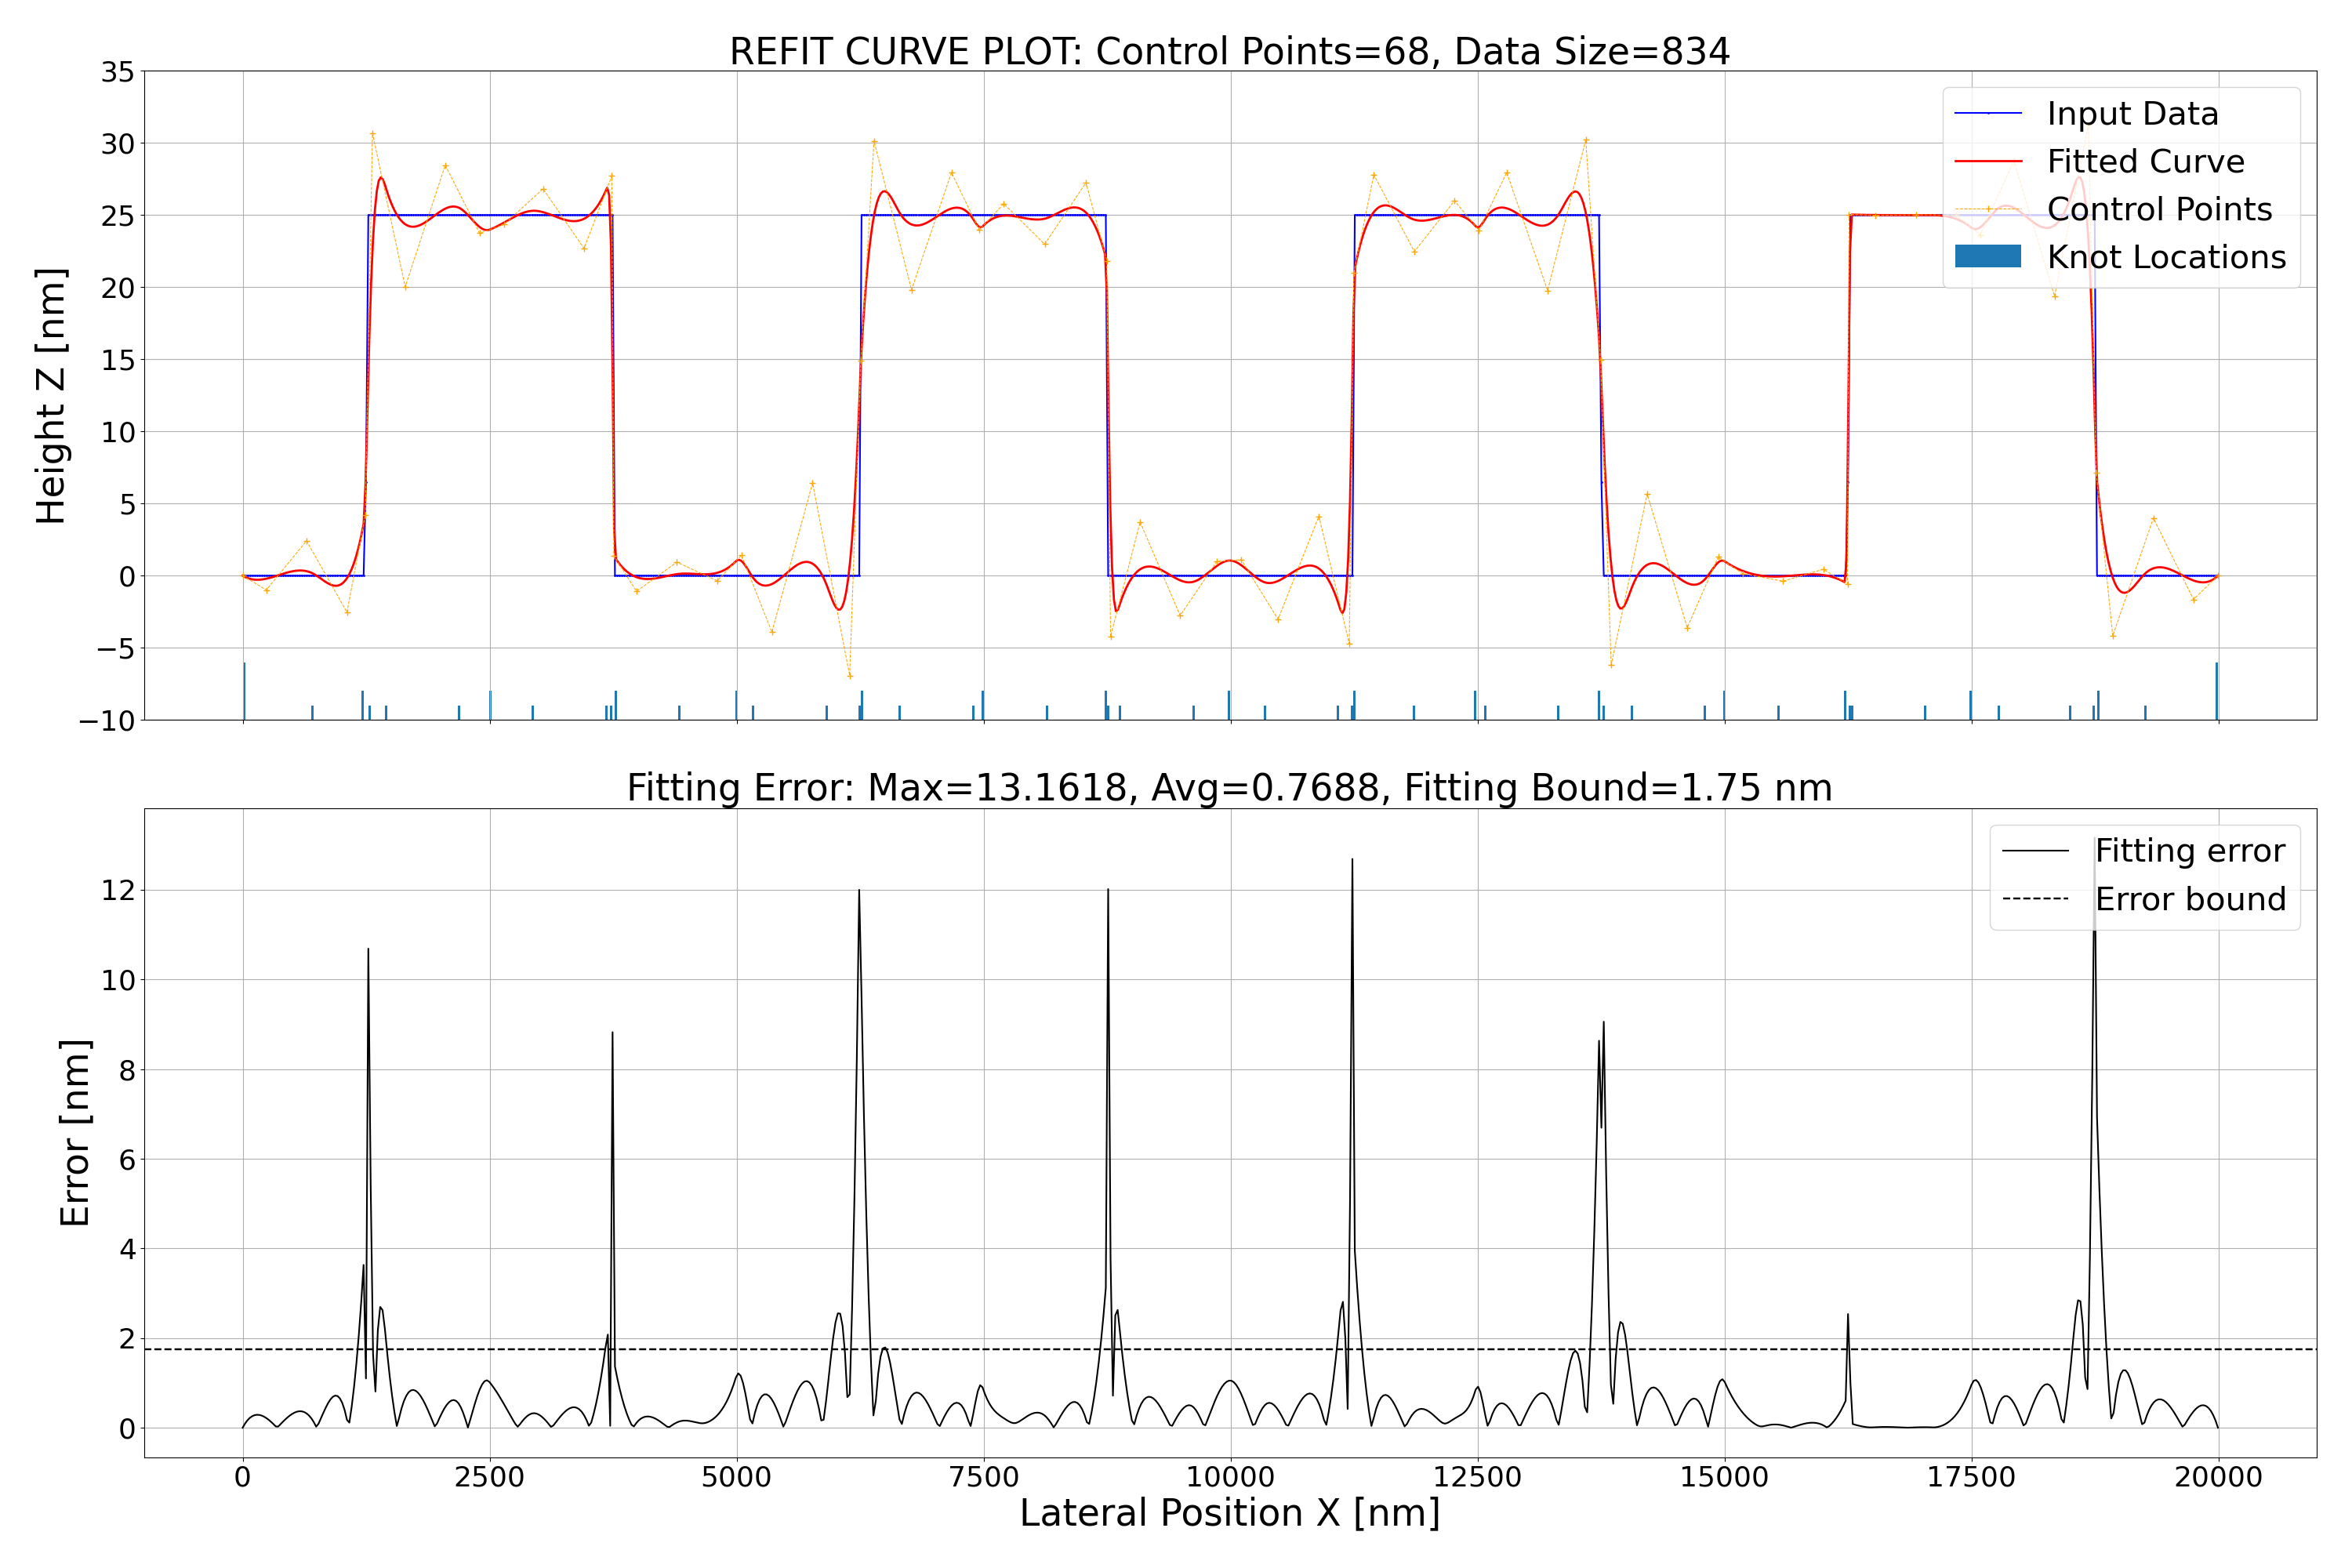 REFIT CURVE PLOT: Control Points=68, Data Size=834
35
30
25
20
15
10
5
0
−5
−10
Height Z [nm]
Input Data
Fitted Curve
Control Points
Knot Locations
Fitting Error: Max=13.1618, Avg=0.7688, Fitting Bound=1.75 nm
12
10
8
6
4
2
0
Error [nm]
Fitting error
Error bound
0 2500 5000 7500 10000 12500 15000 17500 20000
Lateral Position X [nm]